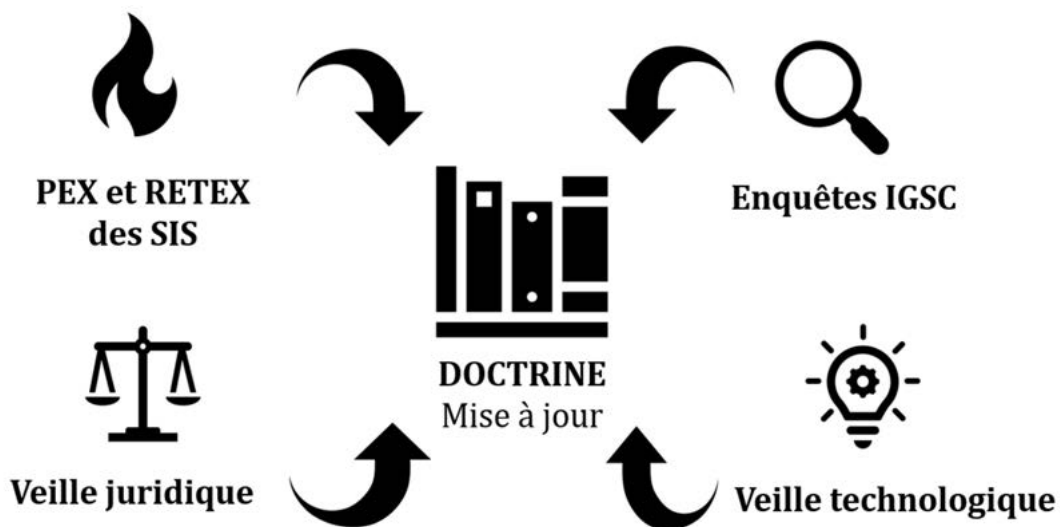 PEX et RETEX
des SIS
Enquêtes IGSC
DOCTRINE
Mise à jour
Veille juridique
Veille technologique